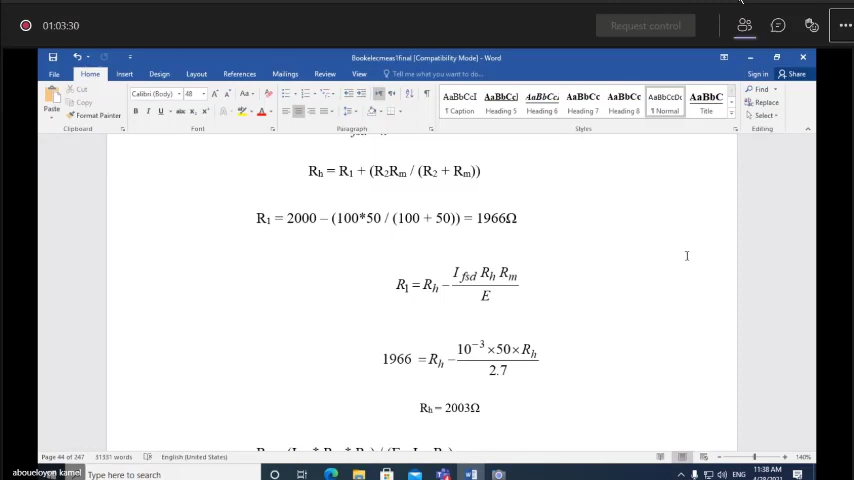 01:03:30
Request control
Bookelecmeas1final [Compatibility Mode] - Word
File Home Insert Design Layout References Mailings Review View Tell me what you want to do... Sign in Share
Paste Cut Copy Format Painter
Calibri (Body) 48
AaBbCcI AaBbCc AaBbCc AaBbCc AaBbCc AaBbCcDc AaBbC
1 Caption Heading 5 Heading 6 Heading 7 Heading 8 1 Normal Title
Find Replace Select
Clipboard Font Paragraph Styles Editing
Rh = R1 + (R2Rm / (R2 + Rm))
R1 = 2000 – (100*50 / (100 + 50)) = 1966Ω
R1 = Rh − Ifsd Rh Rm / E
1966 = Rh − 10−3 ×50× Rh / 2.7
Rh = 2003Ω
Page 44 of 247 31331 words English (United States) 140%
aboueloyon kamel
Type here to search
ENG
11:38 AM